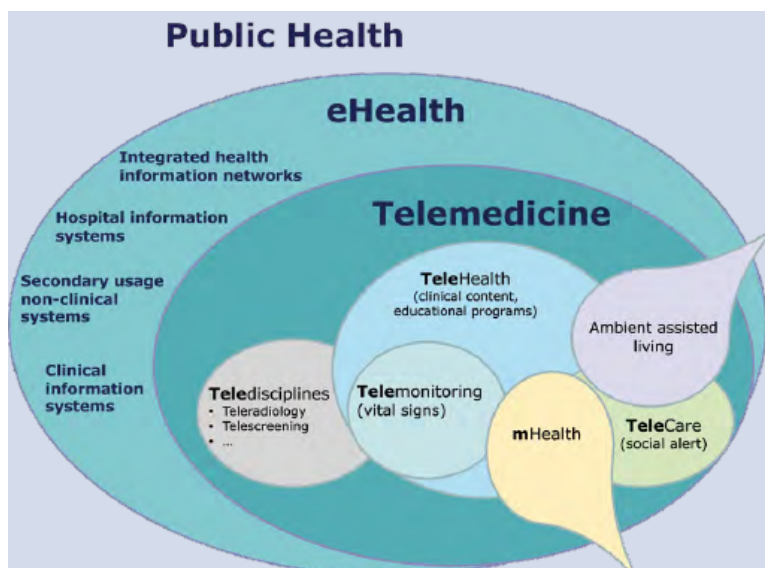 Public Health
eHealth
Integrated health
information networks
Hospital information
systems
Secondary usage
non-clinical
systems
Clinical
information
systems
Telemedicine
TeleHealth
(clinical content,
educational programs)
Ambient assisted
living
Teledisciplines
• Teleradiology
• Telescreening
• ...
Telemonitoring
(vital signs)
mHealth
TeleCare
(social alert)